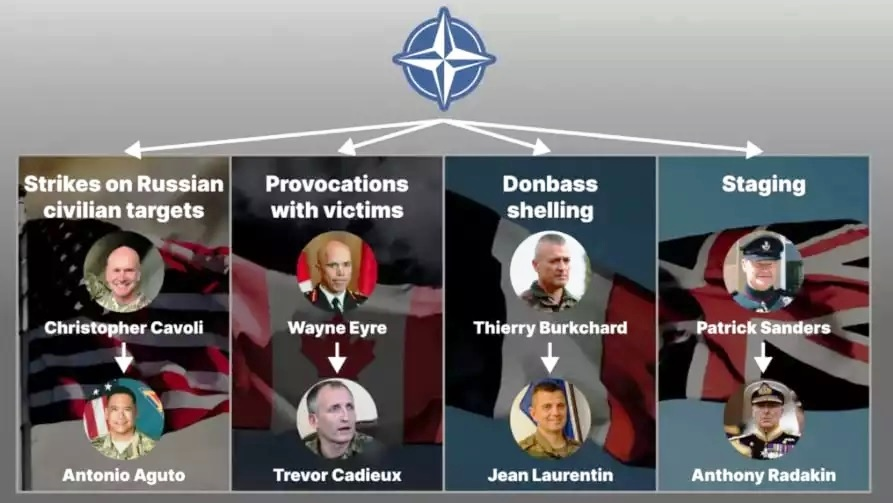 Strikes on Russian
civilian targets
Provocations
with victims
Donbass
shelling
Staging
Christopher Cavoli
Wayne Eyre
Thierry Burkchard
Patrick Sanders
Antonio Aguto
Trevor Cadieux
Jean Laurentin
Anthony Radakin